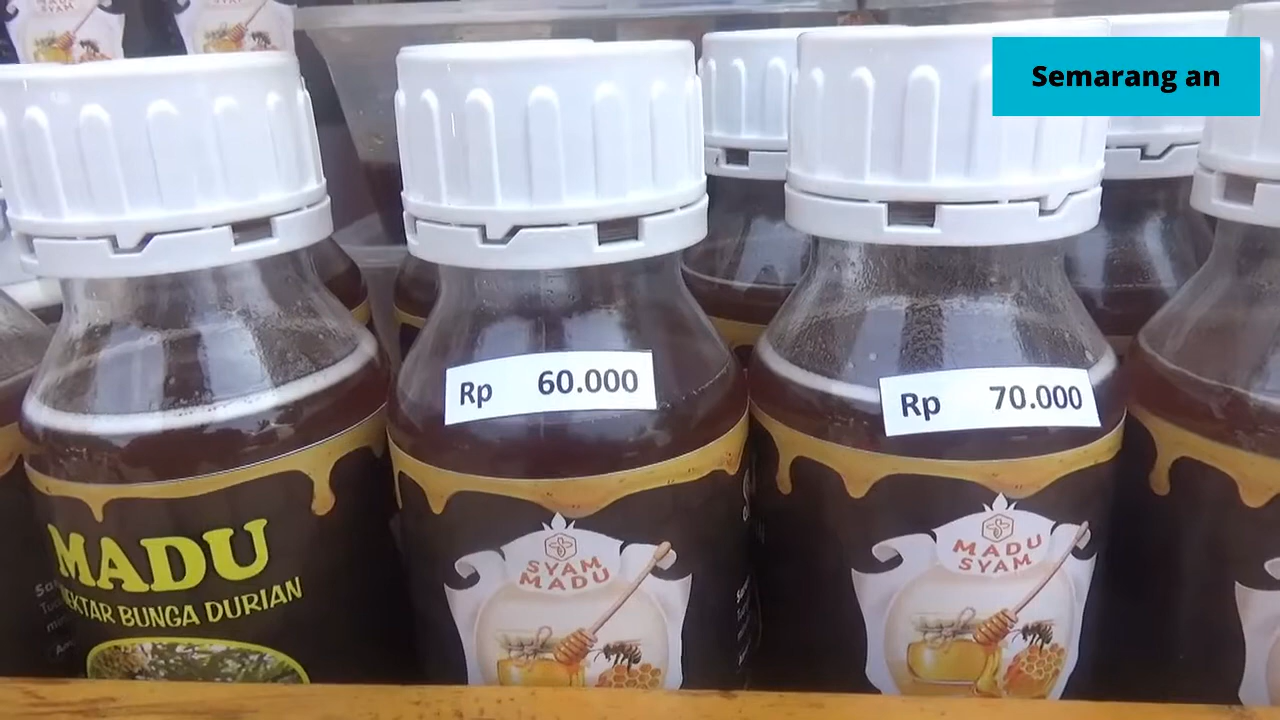 Semarang an
Rp 60.000
Rp 70.000
MADU
NEKTAR BUNGA DURIAN
SYAM
MADU
MADU
SYAM